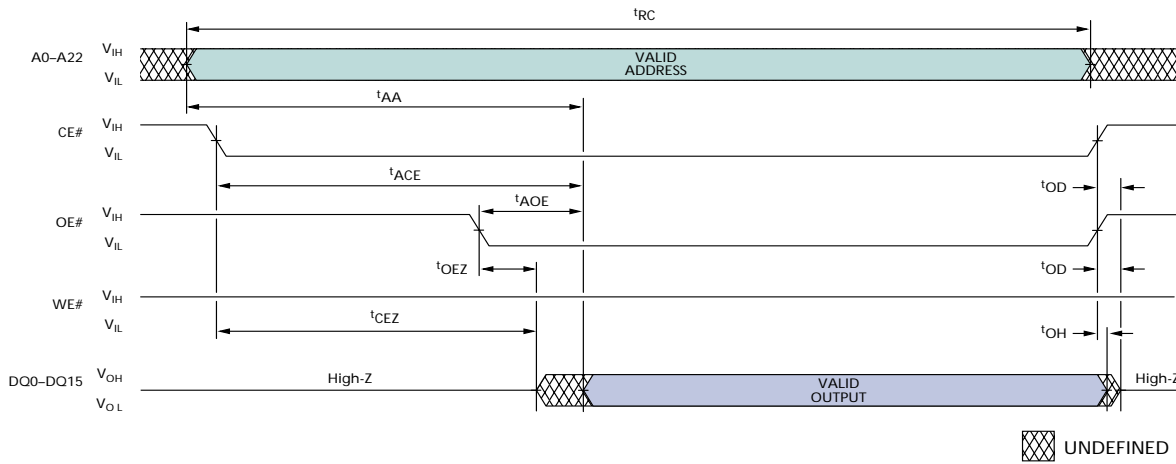 tRC
A0–A22 VIH
VIL
VALID
ADDRESS
tAA
CE# VIH
VIL
tACE
tOD
tAOE
OE# VIH
VIL
tOEZ
tOD
WE# VIH
VIL
tCEZ
tOH
DQ0–DQ15 VOH
VOL
High-Z
VALID
OUTPUT
High-Z
UNDEFINED